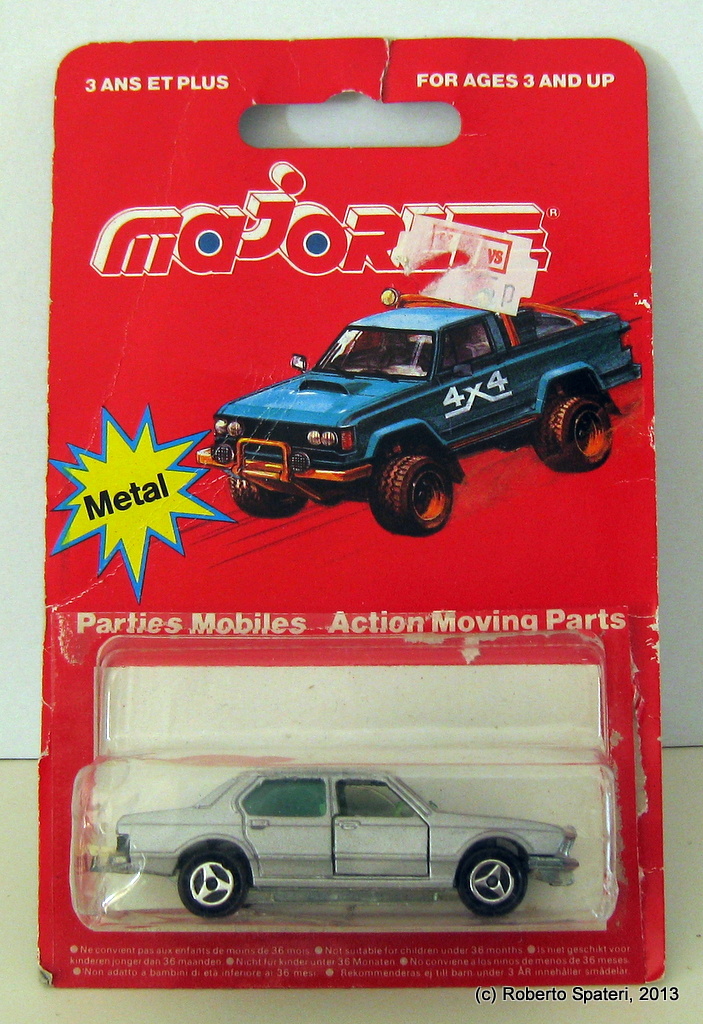 3 ANS ET PLUS
FOR AGES 3 AND UP
majorette ®
VS
p
4x4
Metal
Parties Mobiles Action Moving Parts
● Ne convient pas aux enfants de moins de 36 mois. ● Not suitable for children under 36 months. ● Is niet geschikt voor
kinderen jonger dan 36 maanden. ● Nicht für kinder unter 36 Monaten. ● No conviene a los ninos de menos de 36 meses.
● Non adatto a bambini di età inferiore ai 36 mesi. ● Rekommenderas ej till barn under 3 ÅR innehåller smådelar.
(c) Roberto Spateri, 2013